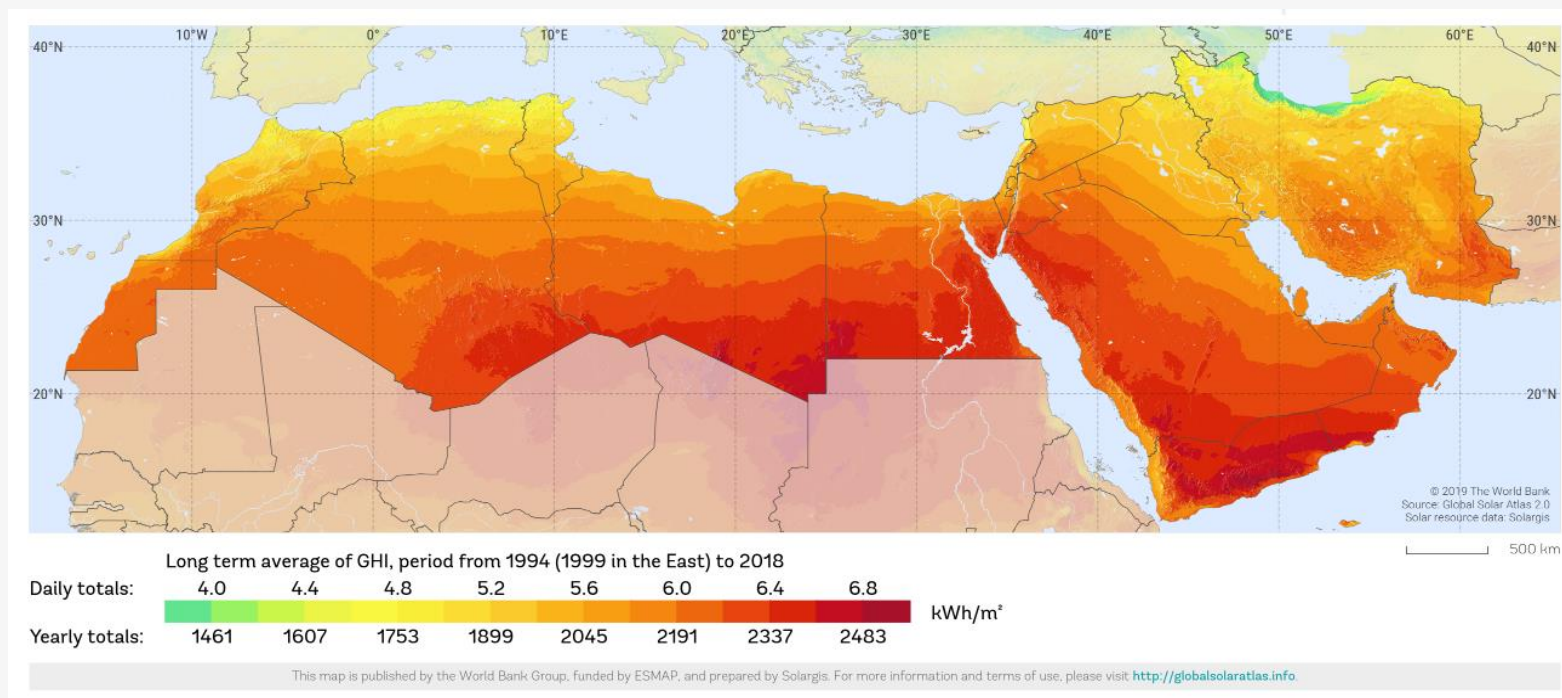 10°W 0° 10°E 20°E 30°E 40°E 50°E 60°E
40°N 40°N
30°N 30°N
20°N 20°N
© 2019 The World Bank
Source: Global Solar Atlas 2.0
Solar resource data: Solargis
500 km
Long term average of GHI, period from 1994 (1999 in the East) to 2018
Daily totals: 4.0 4.4 4.8 5.2 5.6 6.0 6.4 6.8
kWh/m²
Yearly totals: 1461 1607 1753 1899 2045 2191 2337 2483
This map is published by the World Bank Group, funded by ESMAP, and prepared by Solargis. For more information and terms of use, please visit http://globalsolaratlas.info.